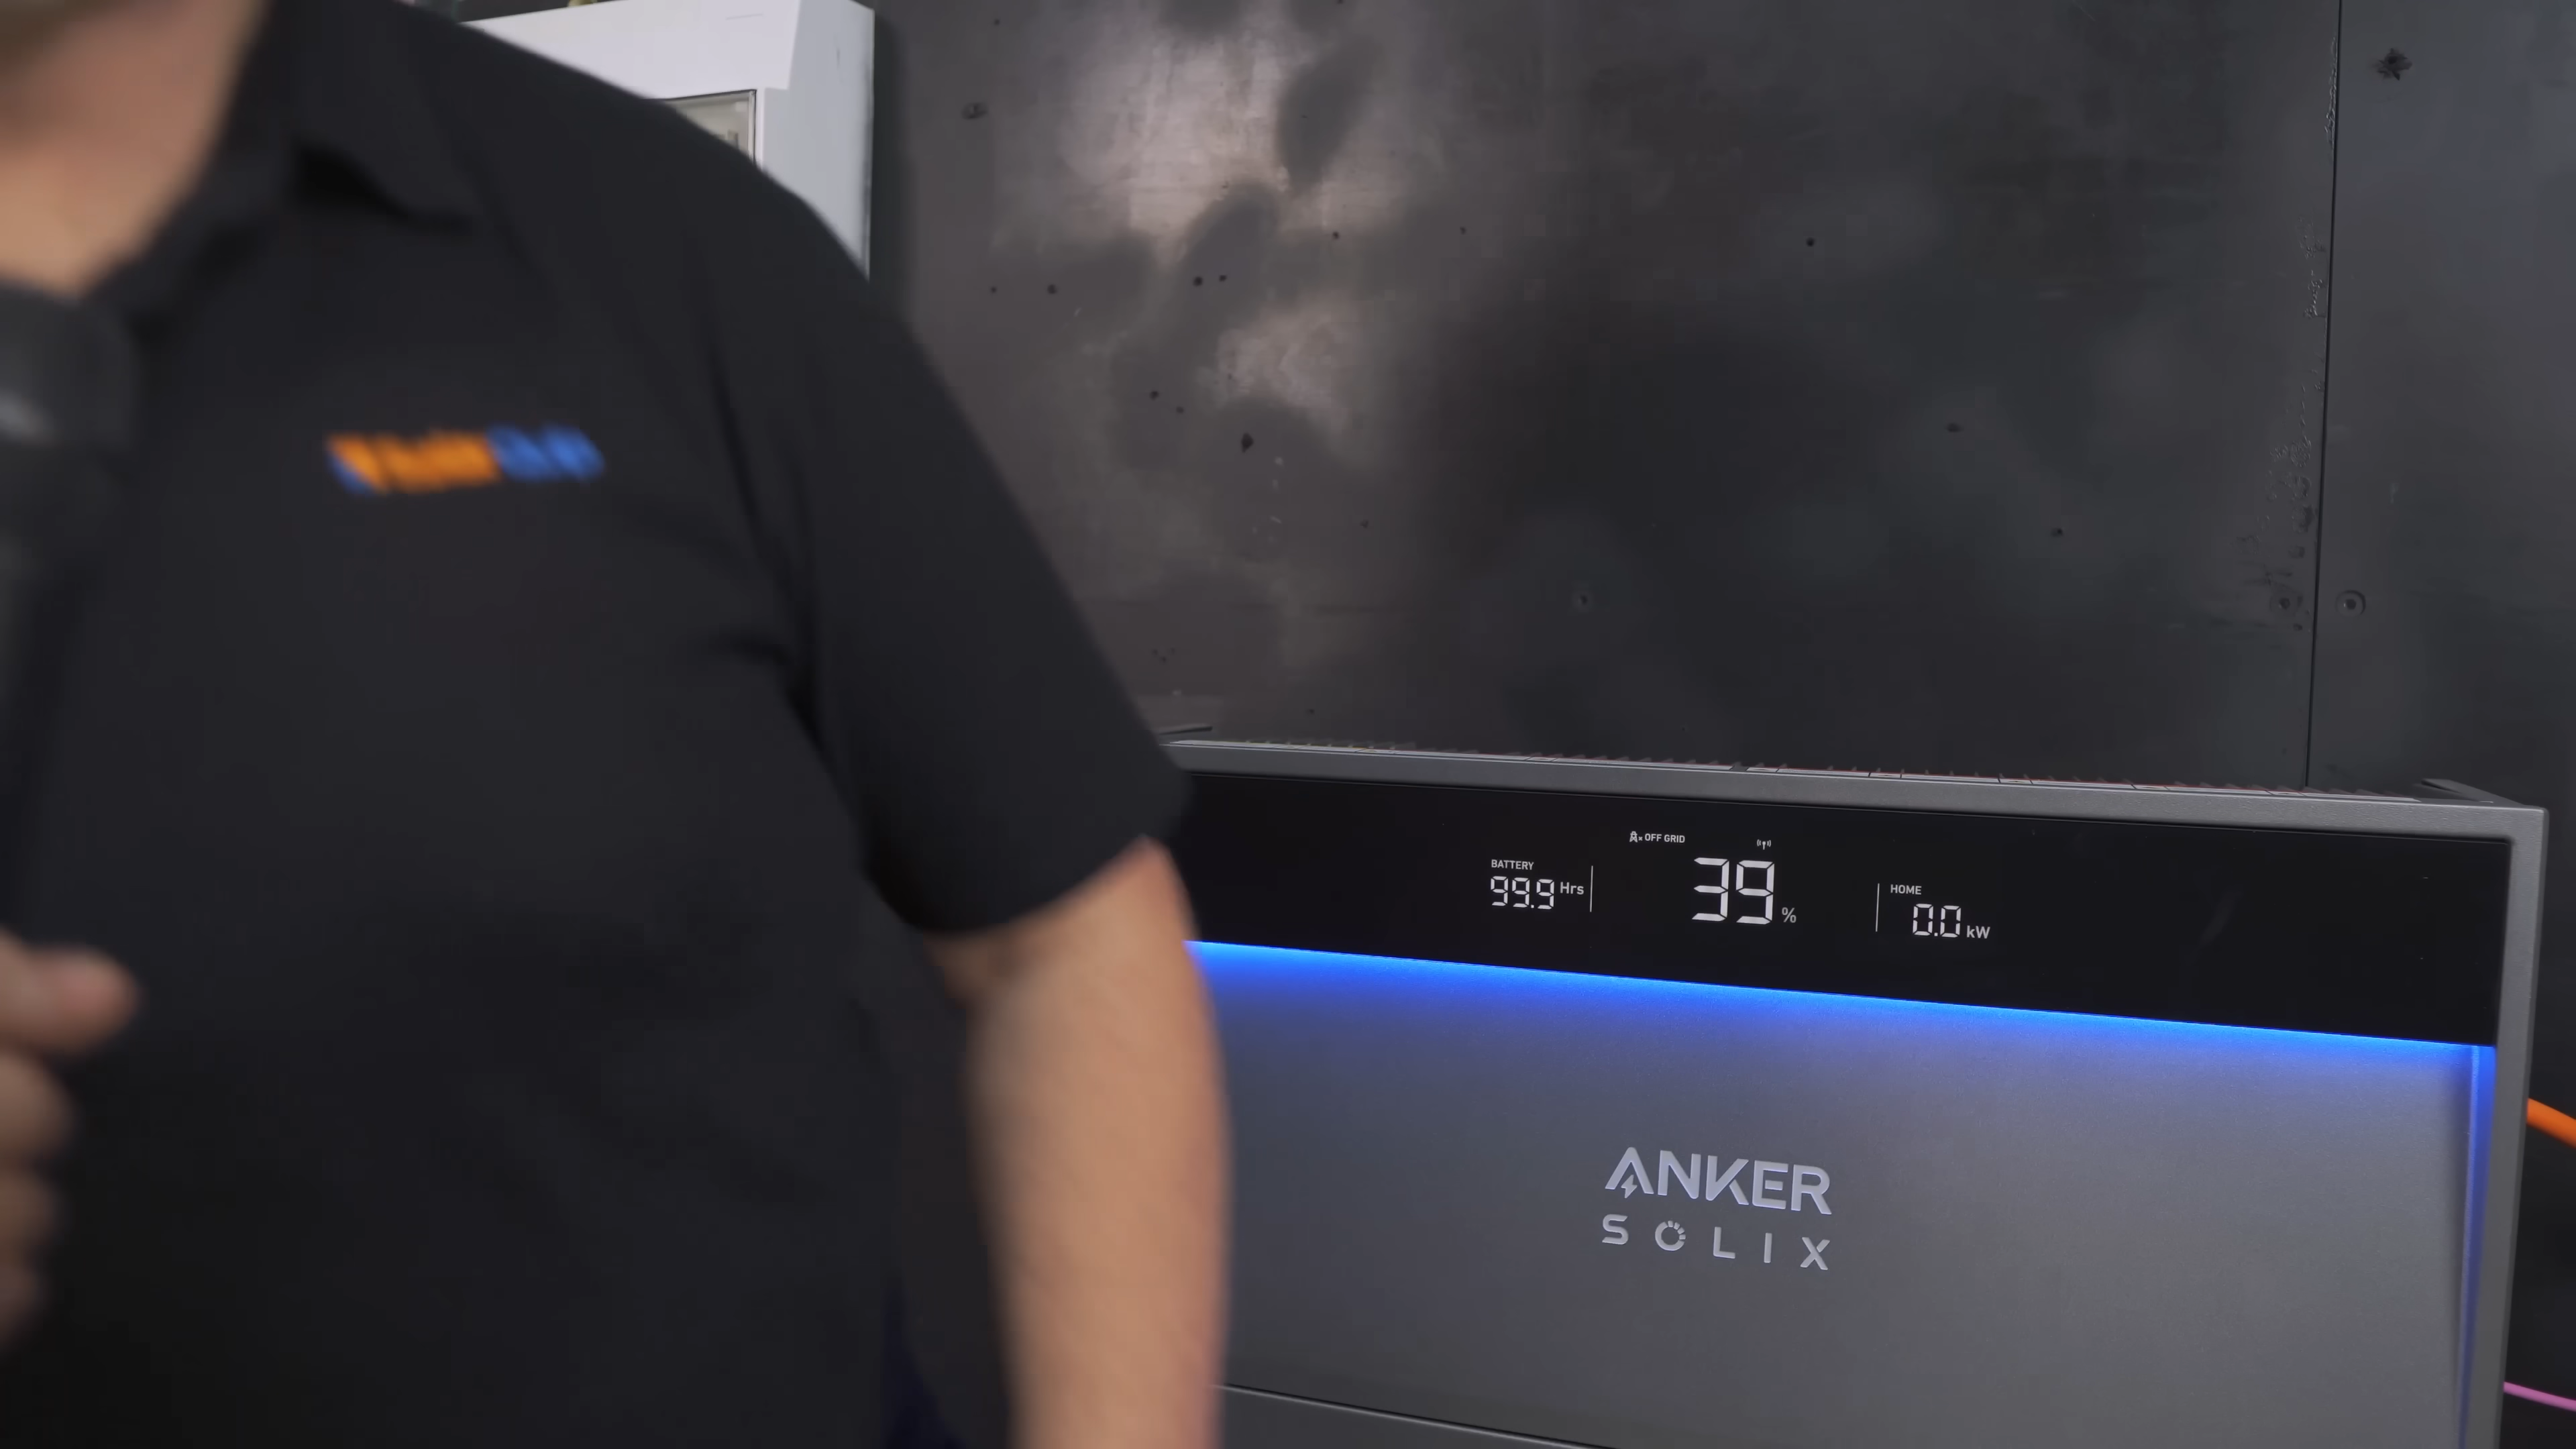 OFF GRID
BATTERY
99.9 Hrs
39 %
HOME
0.0 kW
ANKER
SOLIX